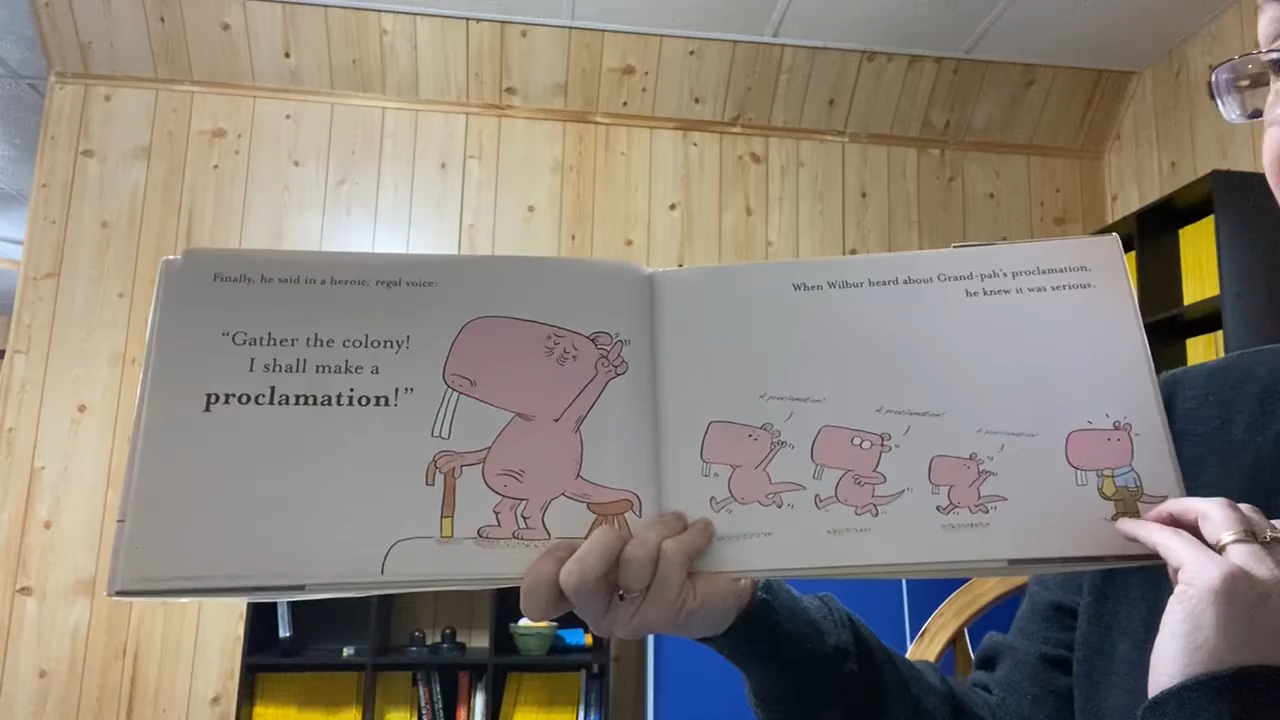 Finally, he said in a heroic, regal voice:
“Gather the colony!
I shall make a
proclamation!”
When Wilbur heard about Grand-pah’s proclamation,
he knew it was serious.
A proclamation!
A proclamation!
A proclamation!